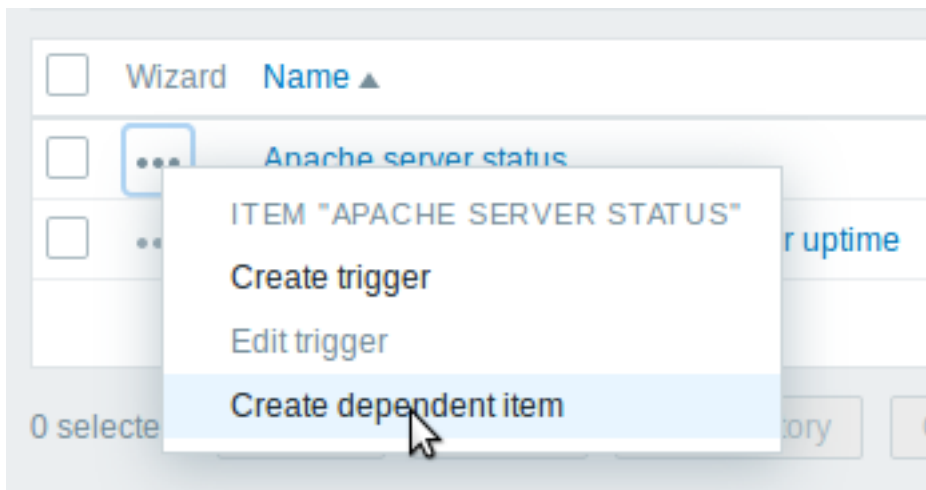 Wizard Name
Apache server status
ITEM "APACHE SERVER STATUS"
r uptime
Create trigger
Edit trigger
Create dependent item
0 selecte
ory